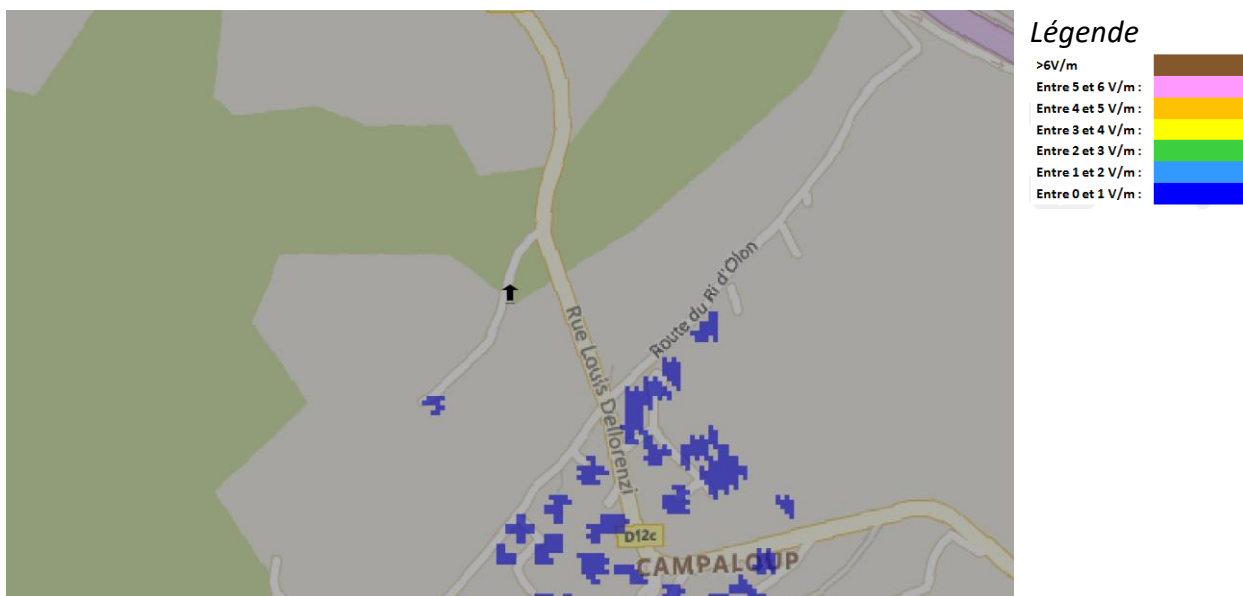 Légende
>6V/m
Entre 5 et 6 V/m :
Entre 4 et 5 V/m :
Entre 3 et 4 V/m :
Entre 2 et 3 V/m :
Entre 1 et 2 V/m :
Entre 0 et 1 V/m :
Route du Ri d'Olon
Rue Louis Dellorenzi
D12c
CAMPALOUP